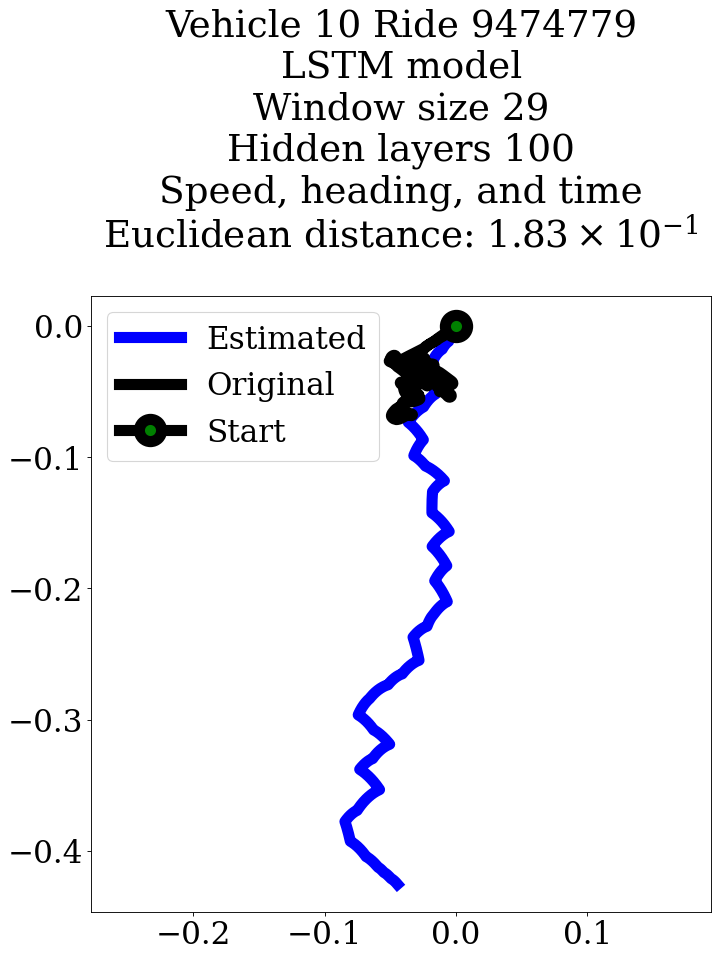 Vehicle 10 Ride 9474779
LSTM model
Window size 29
Hidden layers 100
Speed, heading, and time
Euclidean distance: 1.83 × 10⁻¹
Estimated
Original
Start
0.0
−0.1
−0.2
−0.3
−0.4
−0.2
−0.1
0.0
0.1